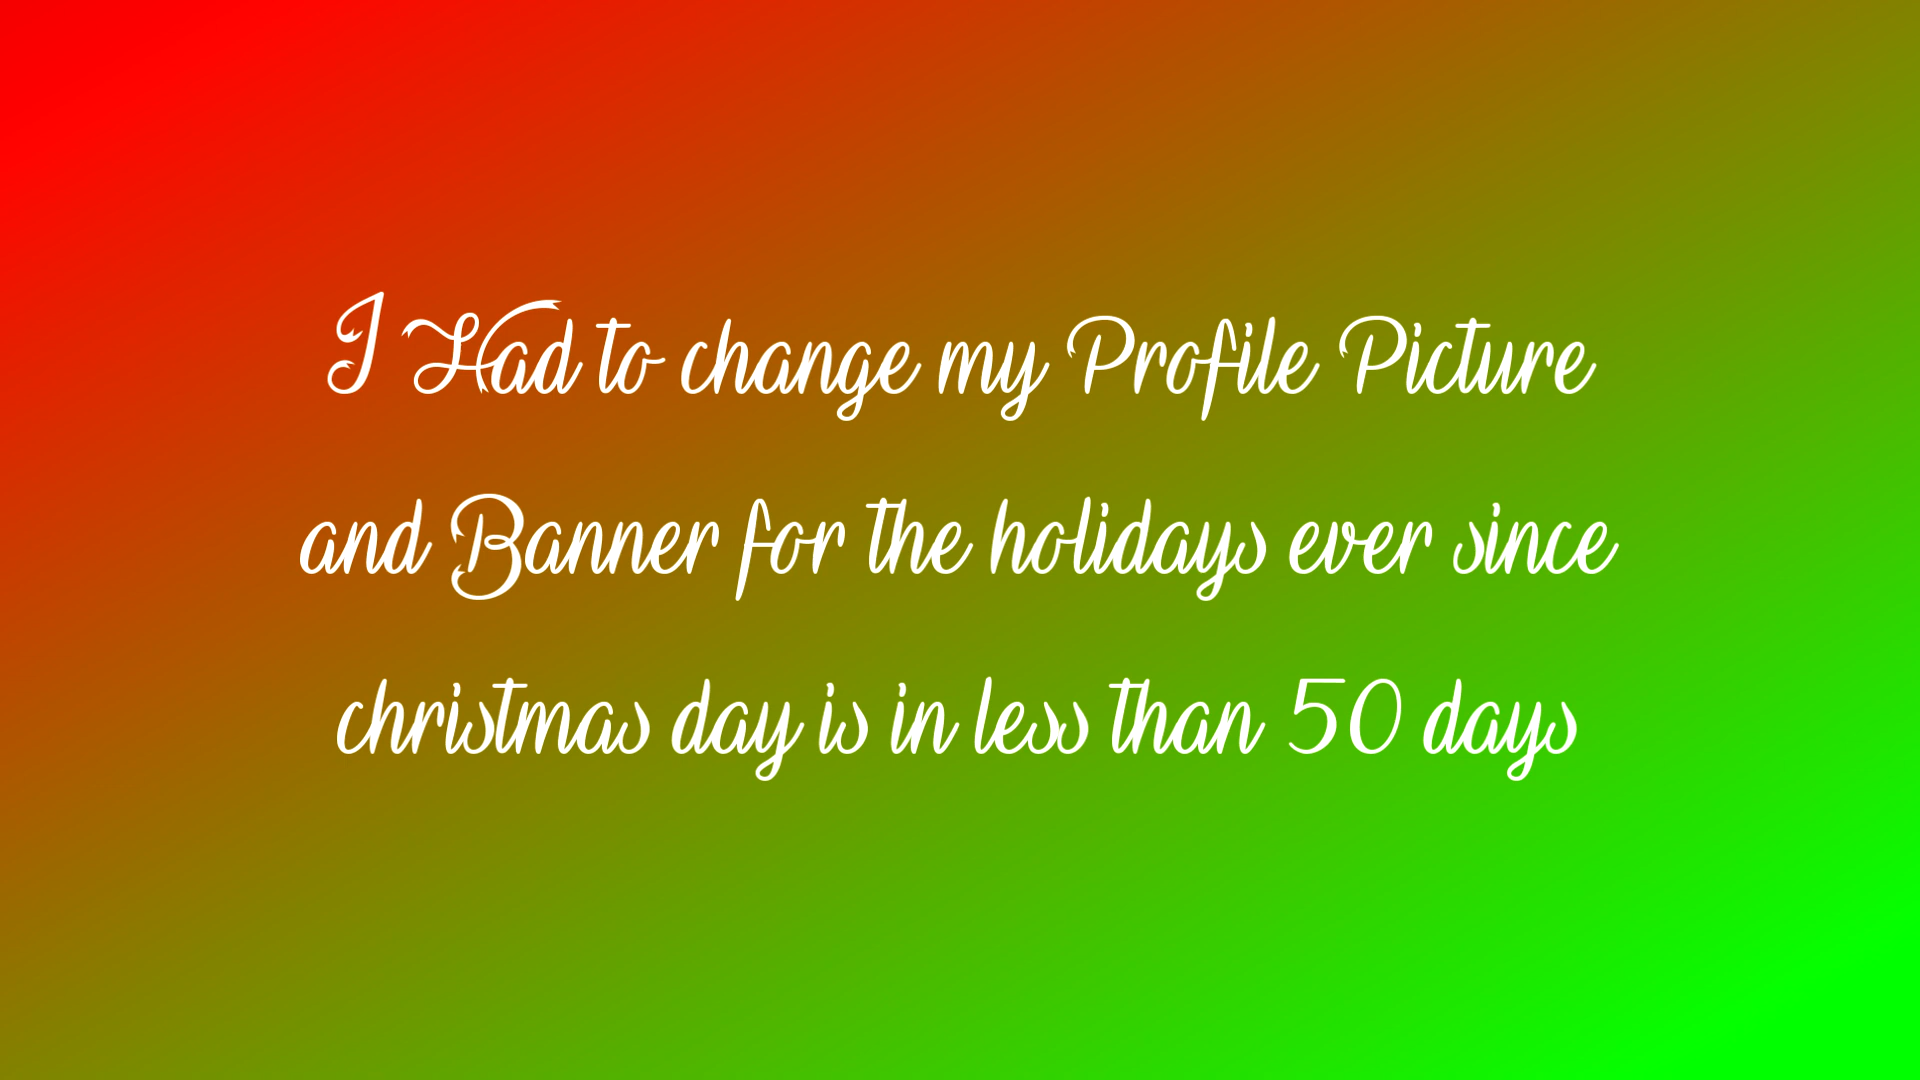 I Had to change my Profile Picture
and Banner for the holidays ever since
christmas day is in less than 50 days